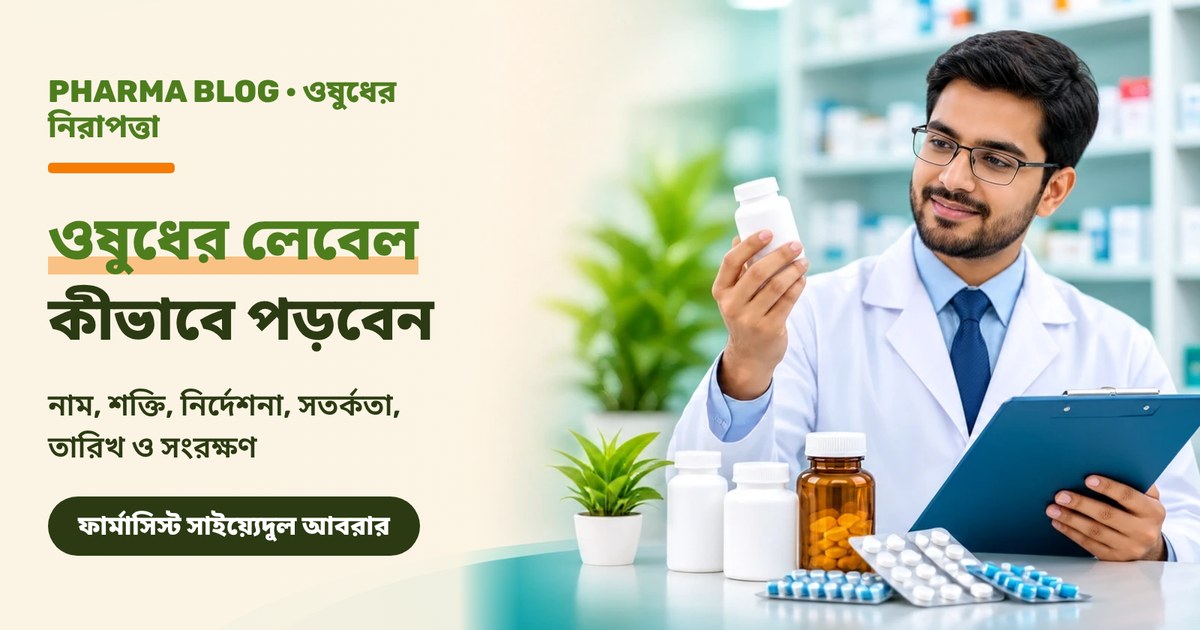 PHARMA BLOG • ওষুধের
নিরাপত্তা
ওষুধের লেবেল
কীভাবে পড়বেন
নাম, শক্তি, নির্দেশনা, সতর্কতা,
তারিখ ও সংরক্ষণ
ফার্মাসিস্ট সাইয়্যেদুল আবরার